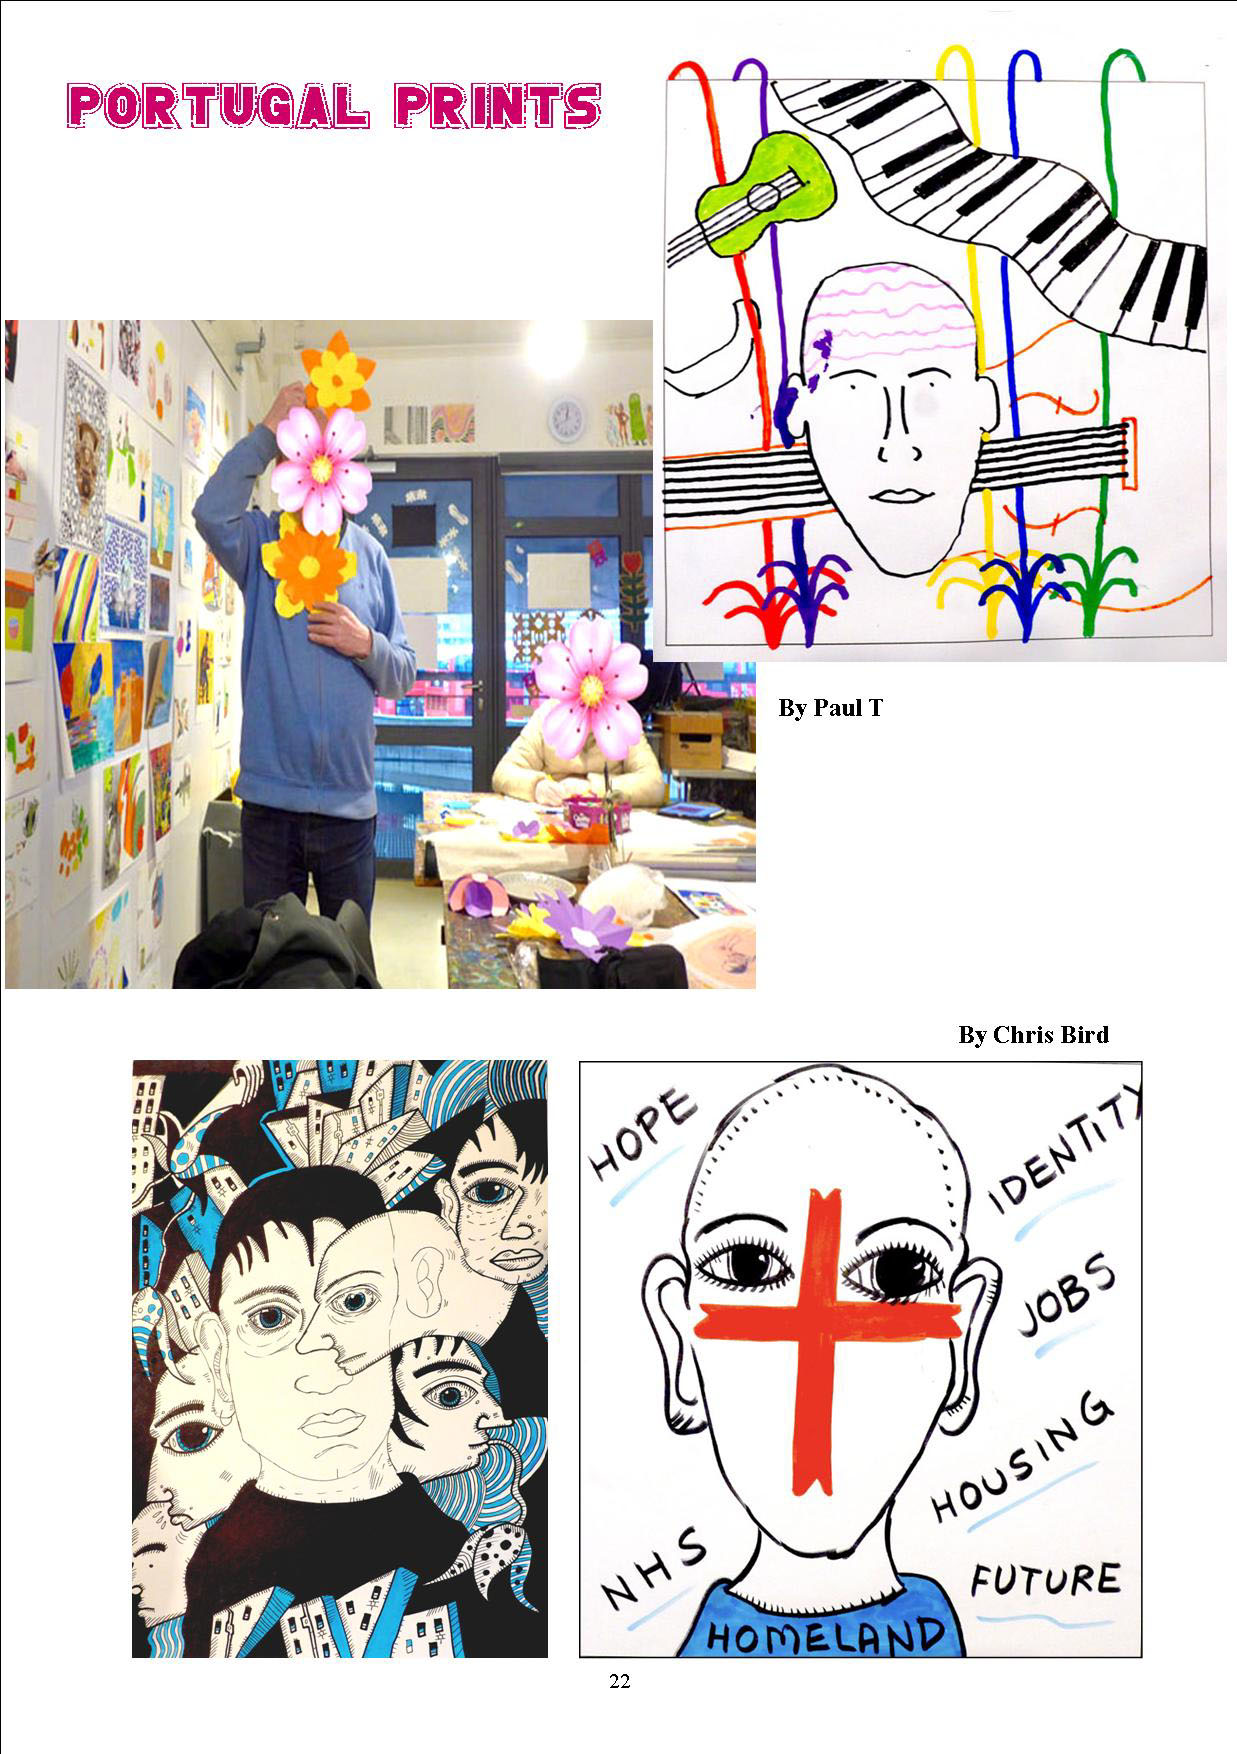 PORTUGAL PRINTS
By Paul T
By Chris Bird
HOPE
IDENTITY
JOBS
HOUSING
NHS
FUTURE
HOMELAND
22